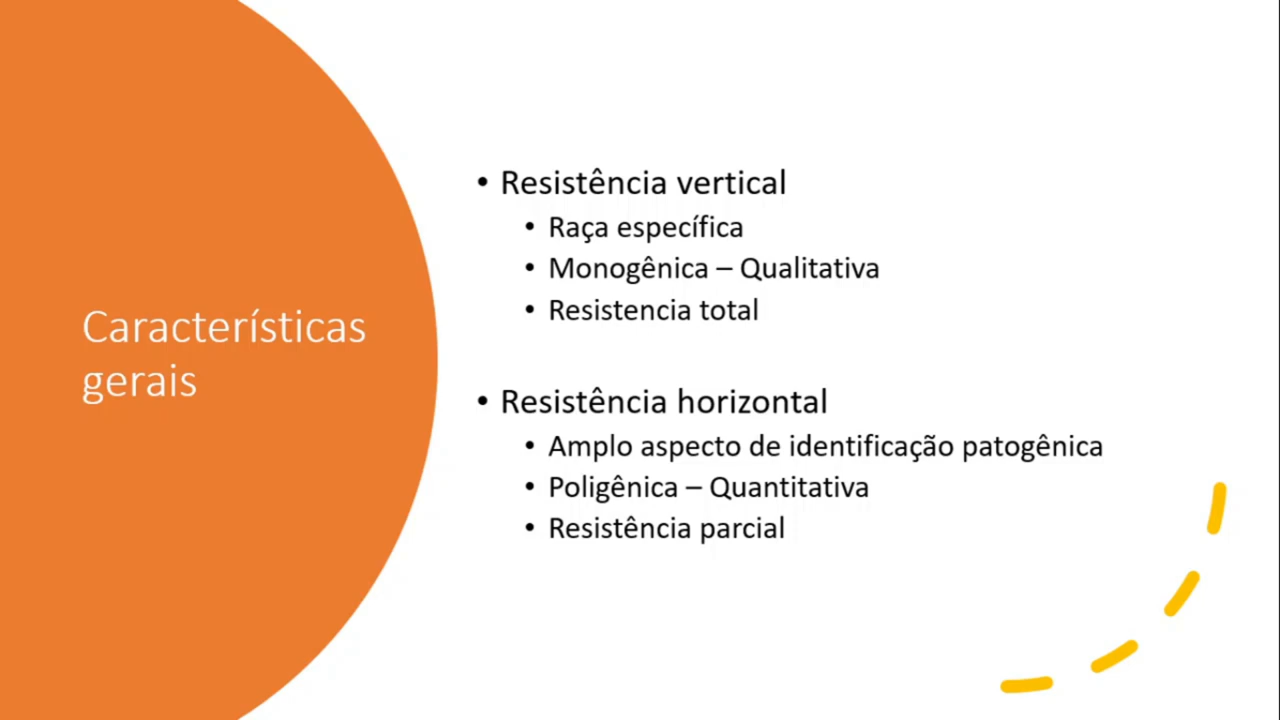 Características
gerais
• Resistência vertical
• Raça específica
• Monogênica – Qualitativa
• Resistencia total
• Resistência horizontal
• Amplo aspecto de identificação patogênica
• Poligênica – Quantitativa
• Resistência parcial